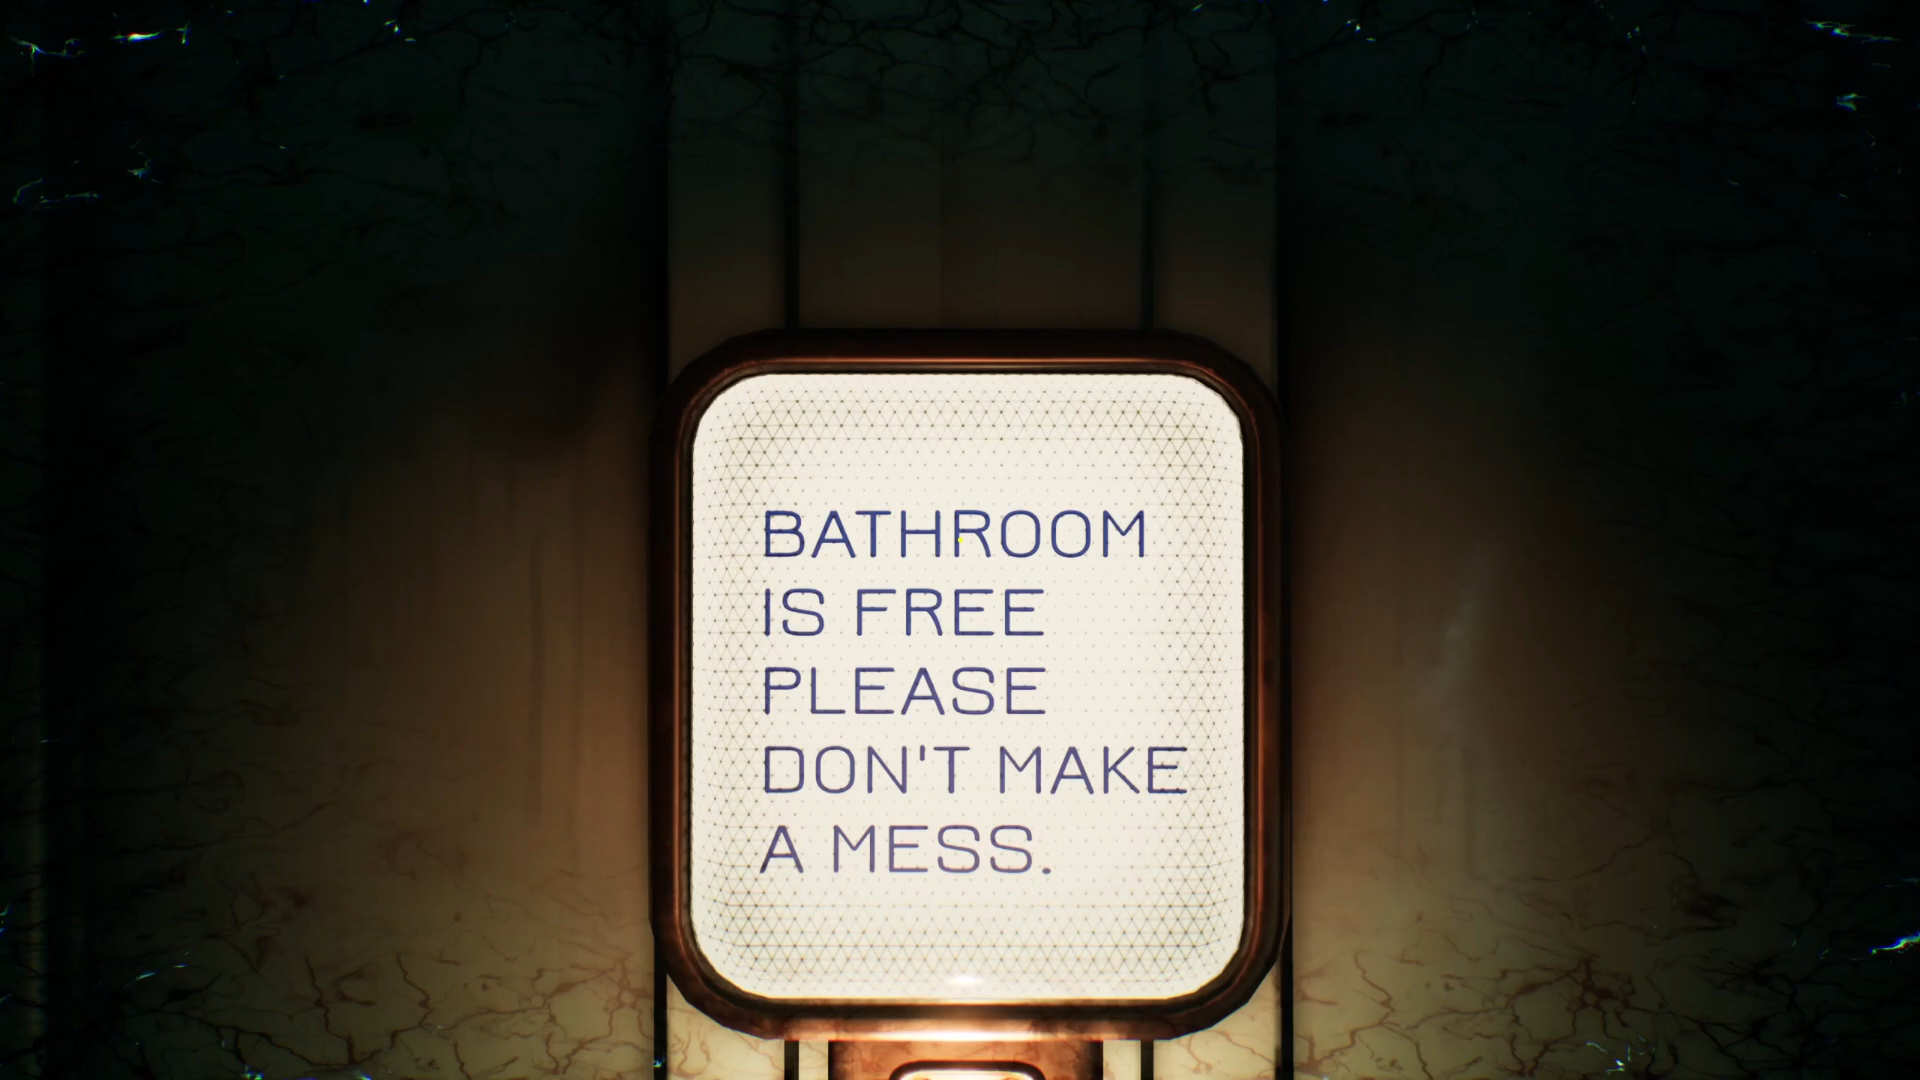 BATHROOM
IS FREE
PLEASE
DON'T MAKE
A MESS.